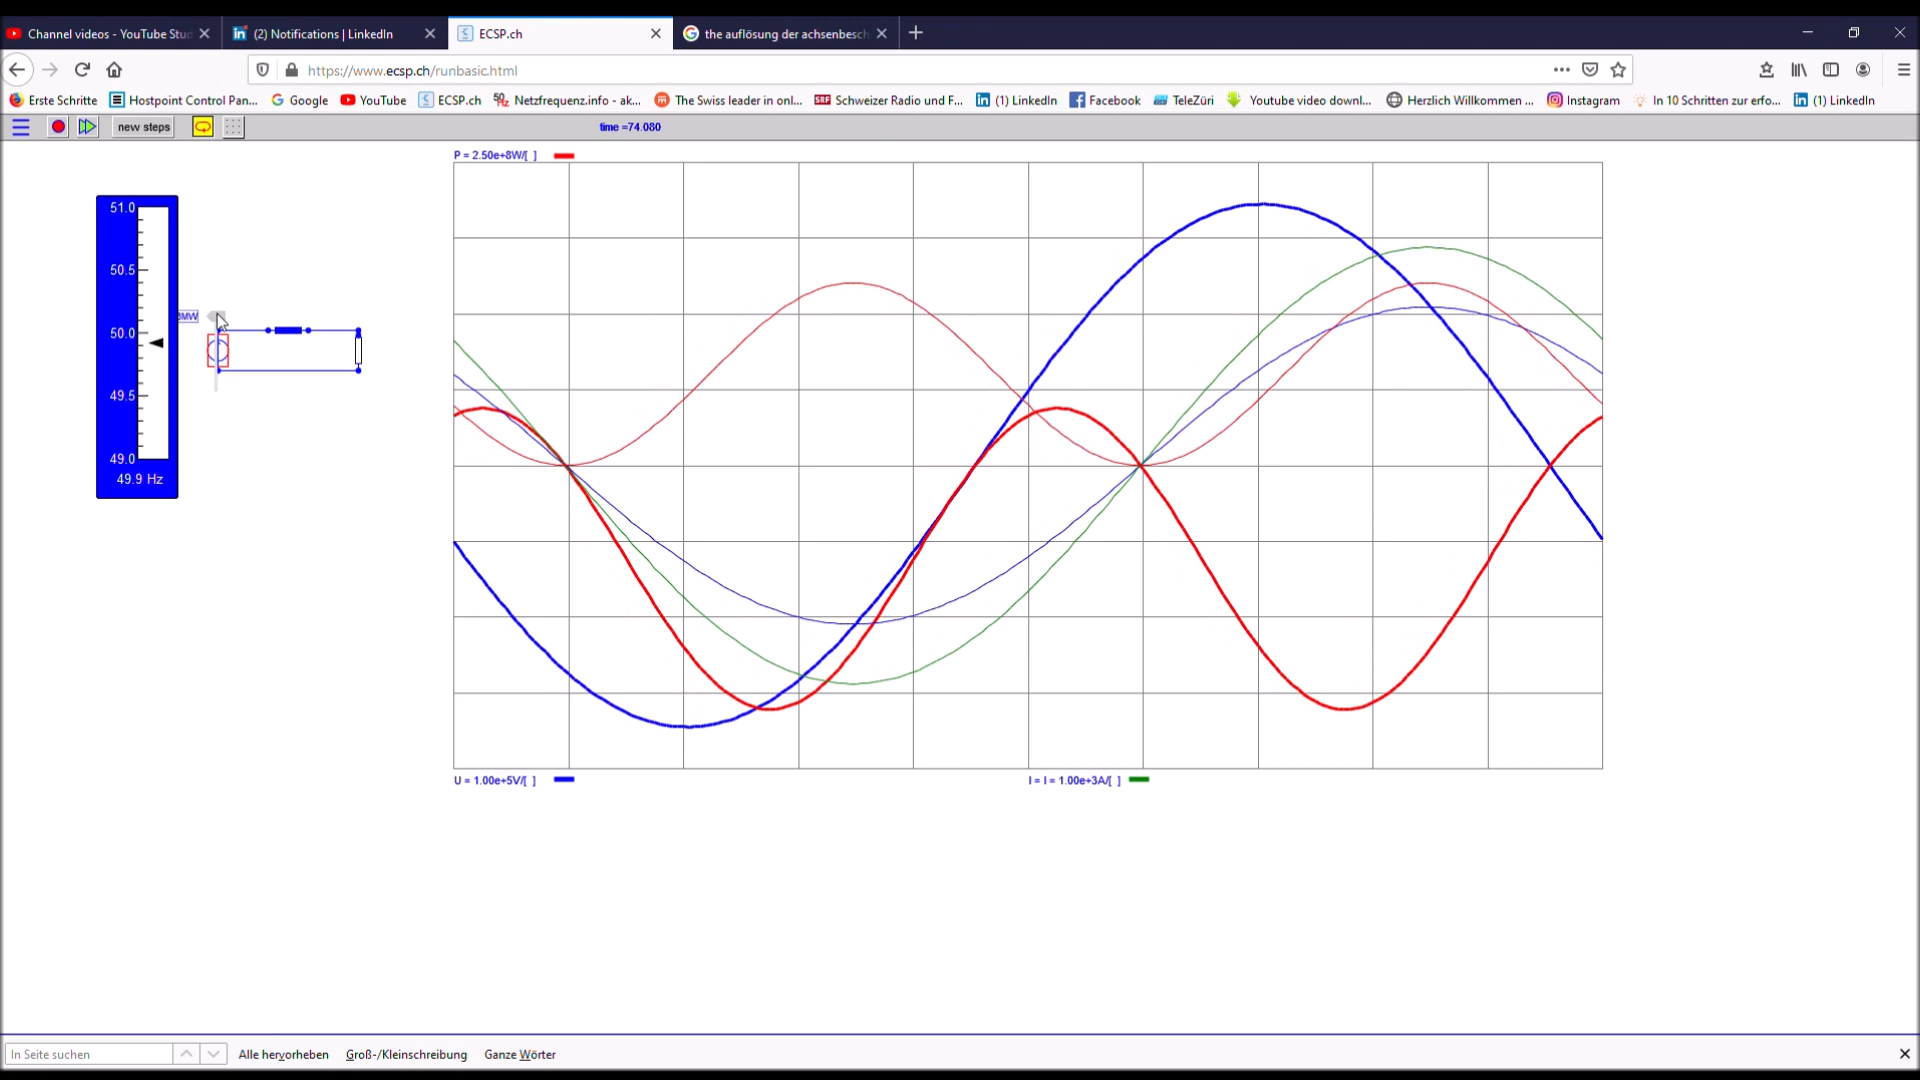 Channel videos - YouTube Stud
(2) Notifications | LinkedIn
ECSP.ch
the auflösung der achsenbesch
https://www.ecsp.ch/runbasic.html
Erste Schritte
Hostpoint Control Pan...
Google
YouTube
ECSP.ch
50Hz
Netzfrequenz.info - ak...
The Swiss leader in onl...
SRF
Schweizer Radio und F...
(1) LinkedIn
Facebook
TeleZüri
Youtube video downl...
Herzlich Willkommen ...
Instagram
In 10 Schritten zur erfo...
(1) LinkedIn
new steps
time =74.080
P = 2.50e+8W/[ ]
51.0
50.5
50.0
49.5
49.0
49.9 Hz
MW
U = 1.00e+5V/[ ]
I = I = 1.00e+3A/[ ]
In Seite suchen
Alle hervorheben
Groß-/Kleinschreibung
Ganze Wörter